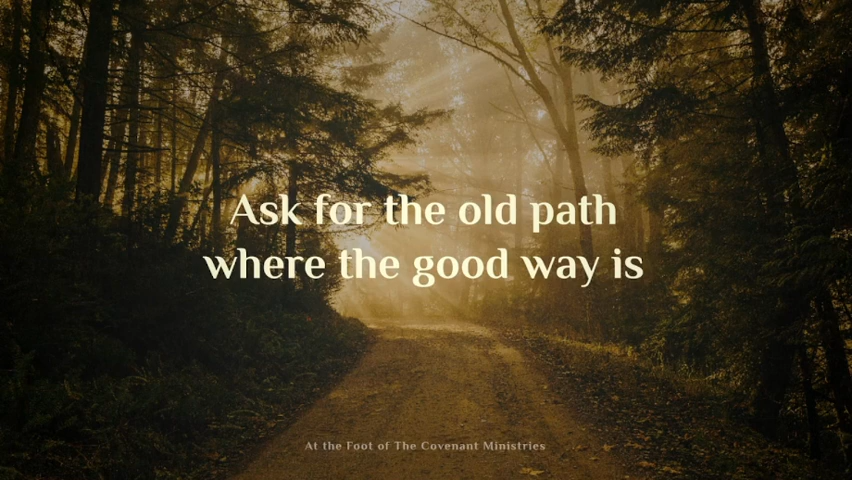 Ask for the old path
where the good way is
At the Foot of The Covenant Ministries